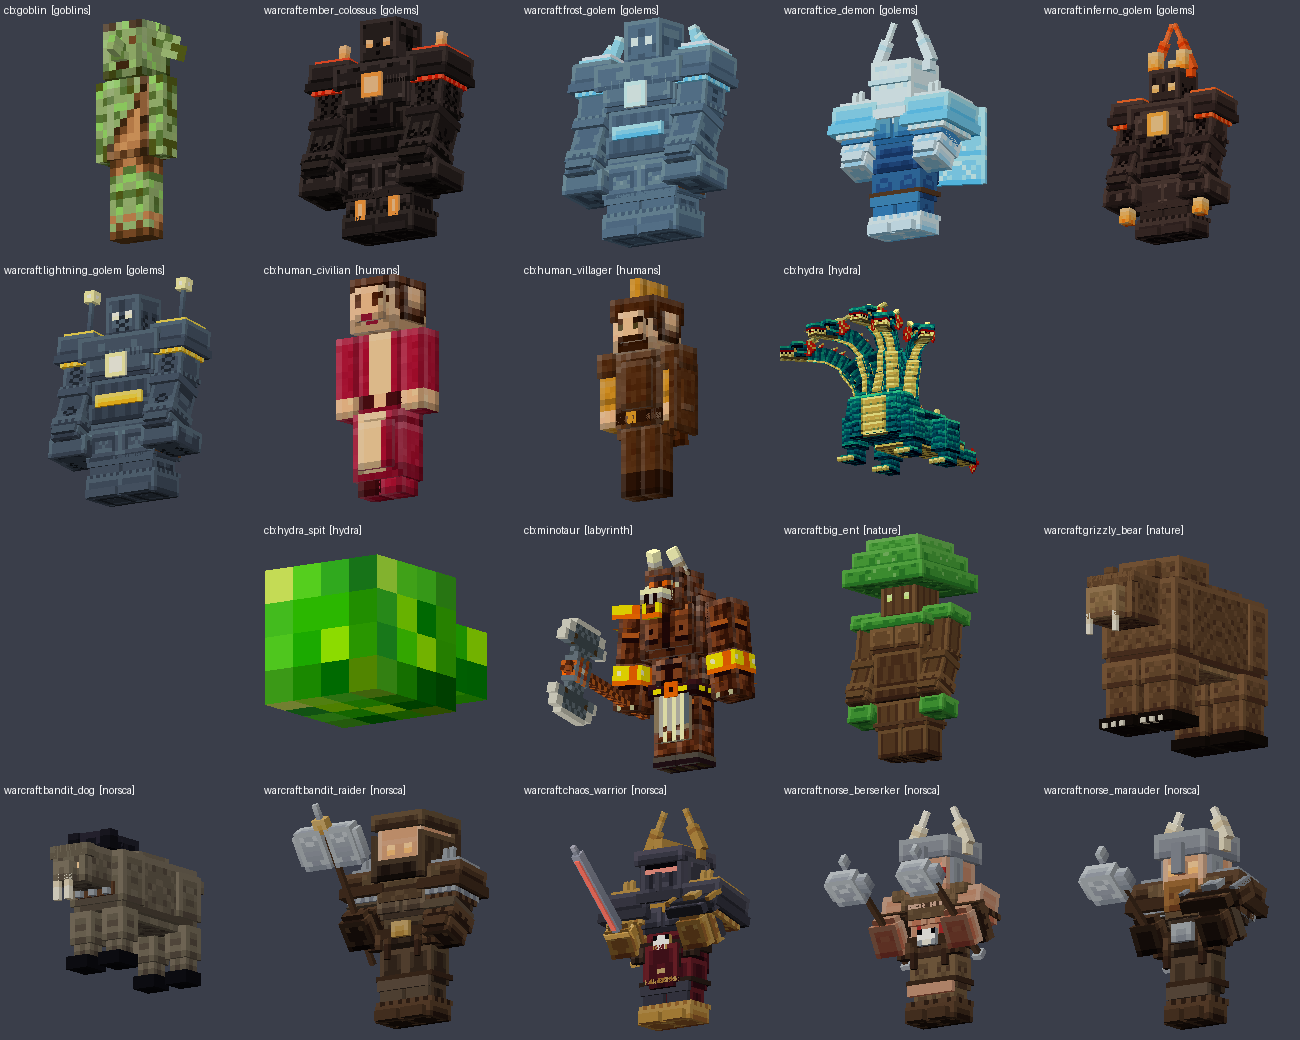 cb:goblin [goblins]
warcraft:ember_colossus [golems]
warcraft:frost_golem [golems]
warcraft:ice_demon [golems]
warcraft:inferno_golem [golems]
warcraft:lightning_golem [golems]
cb:human_civilian [humans]
cb:human_villager [humans]
cb:hydra [hydra]
cb:hydra_spit [hydra]
cb:minotaur [labyrinth]
warcraft:big_ent [nature]
warcraft:grizzly_bear [nature]
warcraft:bandit_dog [norsca]
warcraft:bandit_raider [norsca]
warcraft:chaos_warrior [norsca]
warcraft:norse_berserker [norsca]
warcraft:norse_marauder [norsca]